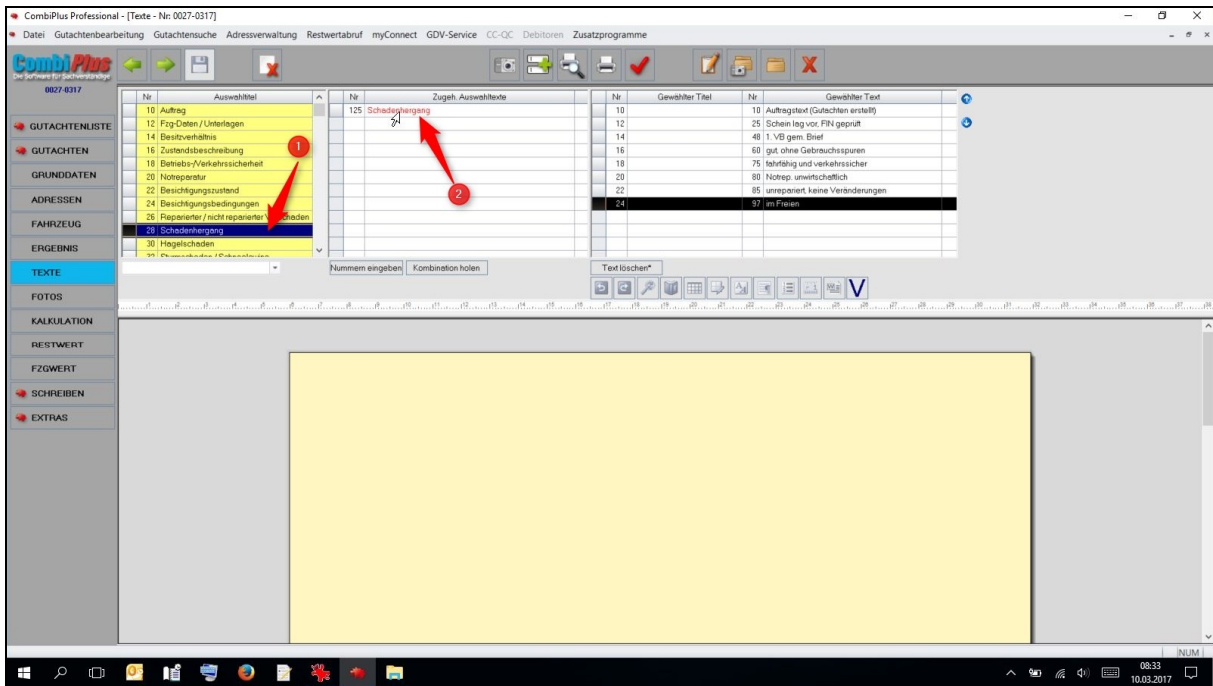 CombiPlus Professional - [Texte - Nr: 0027-0317]
Datei Gutachtenbearbeitung Gutachtensuche Adressverwaltung Restwertabruf myConnect GDV-Service CC-QC Debitoren Zusatzprogramme
CombiPlus
Die Software für Sachverständige
0027-0317
GUTACHTENLISTE
GUTACHTEN
GRUNDDATEN
ADRESSEN
FAHRZEUG
ERGEBNIS
TEXTE
FOTOS
KALKULATION
RESTWERT
FZGWERT
SCHREIBEN
EXTRAS
Nr Auswahltitel
10 Auftrag
12 Fzg-Daten / Unterlagen
14 Besitzverhältnis
16 Zustandsbeschreibung
18 Betriebs-/Verkehrssicherheit
20 Notreparatur
22 Besichtigungszustand
24 Besichtigungsbedingungen
26 Reparierter / nicht reparierter
28 Schadenhergang
30 Hagelschaden
1
Nr Zugeh. Auswahltexte
125 Schadenhergang
2
Nummern eingeben Kombination holen
Nr Gewählter Titel Nr Gewählter Text
10 10 Auftragstext (Gutachten erstellt)
12 25 Schein lag vor, FIN geprüft
14 48 1. VB gem. Brief
16 60 gut, ohne Gebrauchsspuren
18 75 fahrfähig und verkehrssicher
20 80 Notrep. unwirtschaftlich
22 85 unrepariert, keine Veränderungen
24 97 im Freien
Text löschen*
V
NUM
08:33
10.03.2017